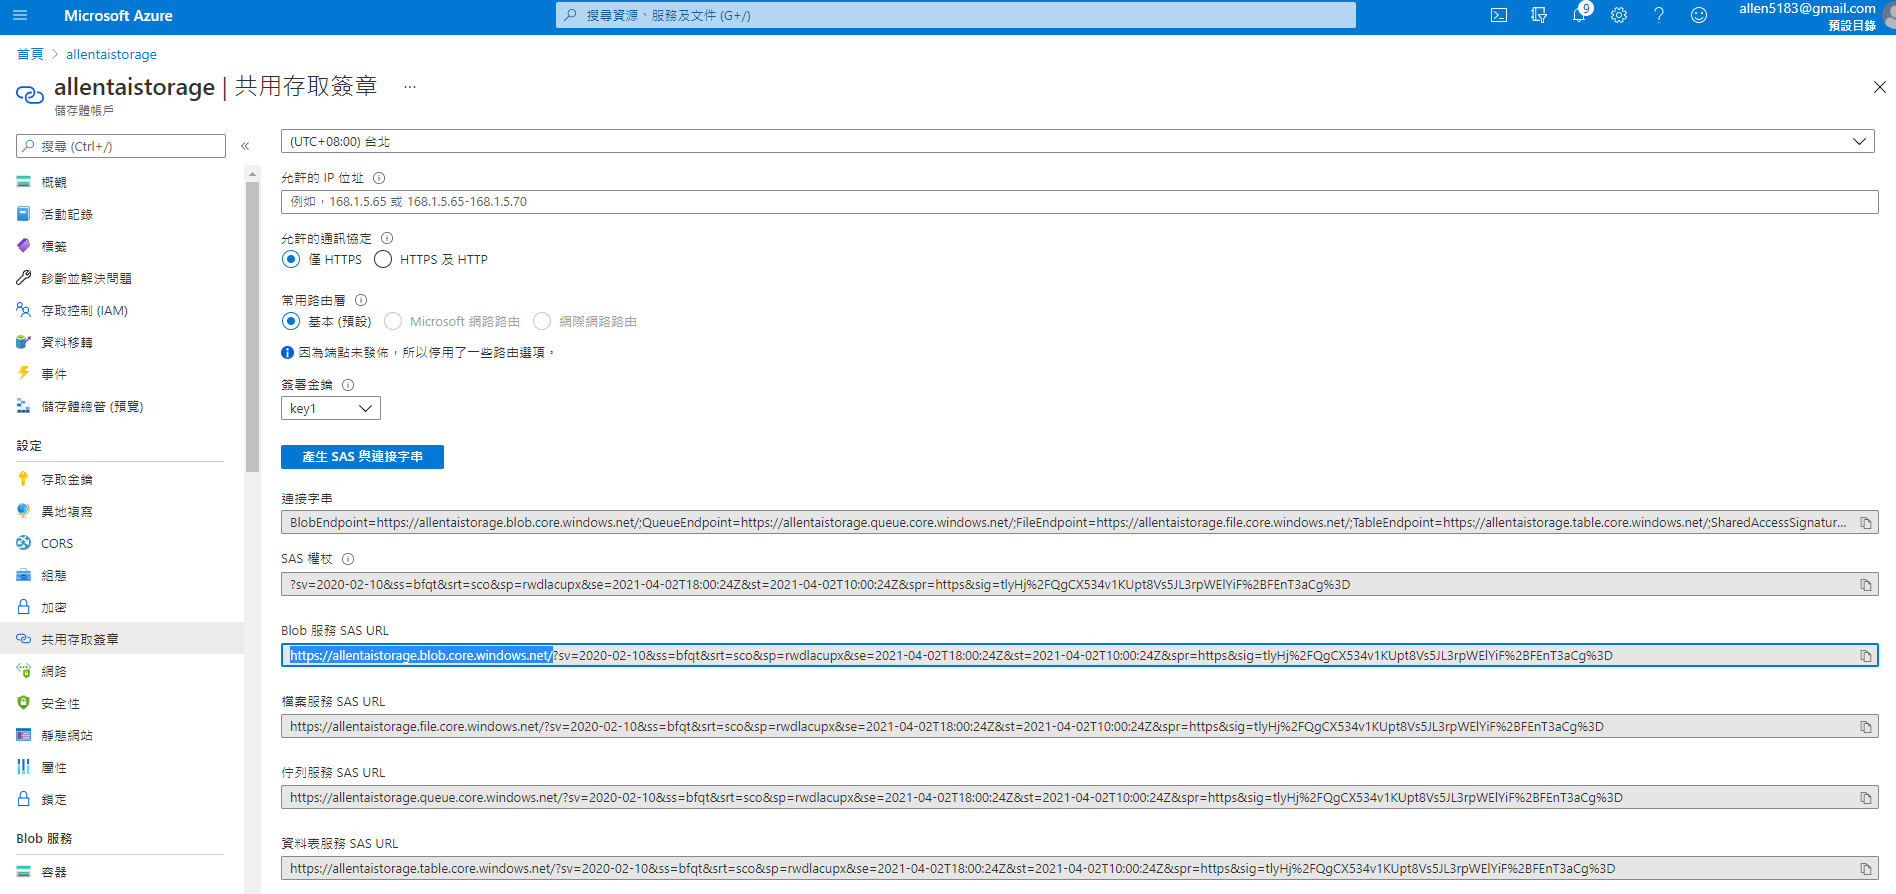 Microsoft Azure
搜尋資源、服務及文件 (G+/)
9
allen5183@gmail.com
預設目錄
首頁 > allentaistorage
allentaistorage | 共用存取簽章 ...
儲存體帳戶
搜尋 (Ctrl+/)
«
概觀
活動記錄
標籤
診斷並解決問題
存取控制 (IAM)
資料移轉
事件
儲存體總管 (預覽)
設定
存取金鑰
異地複寫
CORS
組態
加密
共用存取簽章
網路
安全性
靜態網站
屬性
鎖定
Blob 服務
容器
(UTC+08:00) 台北
允許的 IP 位址
例如，168.1.5.65 或 168.1.5.65-168.1.5.70
允許的通訊協定
僅 HTTPS HTTPS 及 HTTP
常用路由層
基本 (預設) Microsoft 網路路由 網際網路路由
因為端點未發佈，所以停用了一些路由選項。
簽署金鑰
key1
產生 SAS 與連接字串
連接字串
BlobEndpoint=https://allentaistorage.blob.core.windows.net/;QueueEndpoint=https://allentaistorage.queue.core.windows.net/;FileEndpoint=https://allentaistorage.file.core.windows.net/;TableEndpoint=https://allentaistorage.table.core.windows.net/;SharedAccessSignatur...
SAS 權杖
?sv=2020-02-10&ss=bfqt&srt=sco&sp=rwdlacupx&se=2021-04-02T18:00:24Z&st=2021-04-02T10:00:24Z&spr=https&sig=tlyHj%2FQgCX534v1KUpt8Vs5JL3rpWElYiF%2BFEnT3aCg%3D
Blob 服務 SAS URL
https://allentaistorage.blob.core.windows.net/?sv=2020-02-10&ss=bfqt&srt=sco&sp=rwdlacupx&se=2021-04-02T18:00:24Z&st=2021-04-02T10:00:24Z&spr=https&sig=tlyHj%2FQgCX534v1KUpt8Vs5JL3rpWElYiF%2BFEnT3aCg%3D
檔案服務 SAS URL
https://allentaistorage.file.core.windows.net/?sv=2020-02-10&ss=bfqt&srt=sco&sp=rwdlacupx&se=2021-04-02T18:00:24Z&st=2021-04-02T10:00:24Z&spr=https&sig=tlyHj%2FQgCX534v1KUpt8Vs5JL3rpWElYiF%2BFEnT3aCg%3D
佇列服務 SAS URL
https://allentaistorage.queue.core.windows.net/?sv=2020-02-10&ss=bfqt&srt=sco&sp=rwdlacupx&se=2021-04-02T18:00:24Z&st=2021-04-02T10:00:24Z&spr=https&sig=tlyHj%2FQgCX534v1KUpt8Vs5JL3rpWElYiF%2BFEnT3aCg%3D
資料表服務 SAS URL
https://allentaistorage.table.core.windows.net/?sv=2020-02-10&ss=bfqt&srt=sco&sp=rwdlacupx&se=2021-04-02T18:00:24Z&st=2021-04-02T10:00:24Z&spr=https&sig=tlyHj%2FQgCX534v1KUpt8Vs5JL3rpWElYiF%2BFEnT3aCg%3D